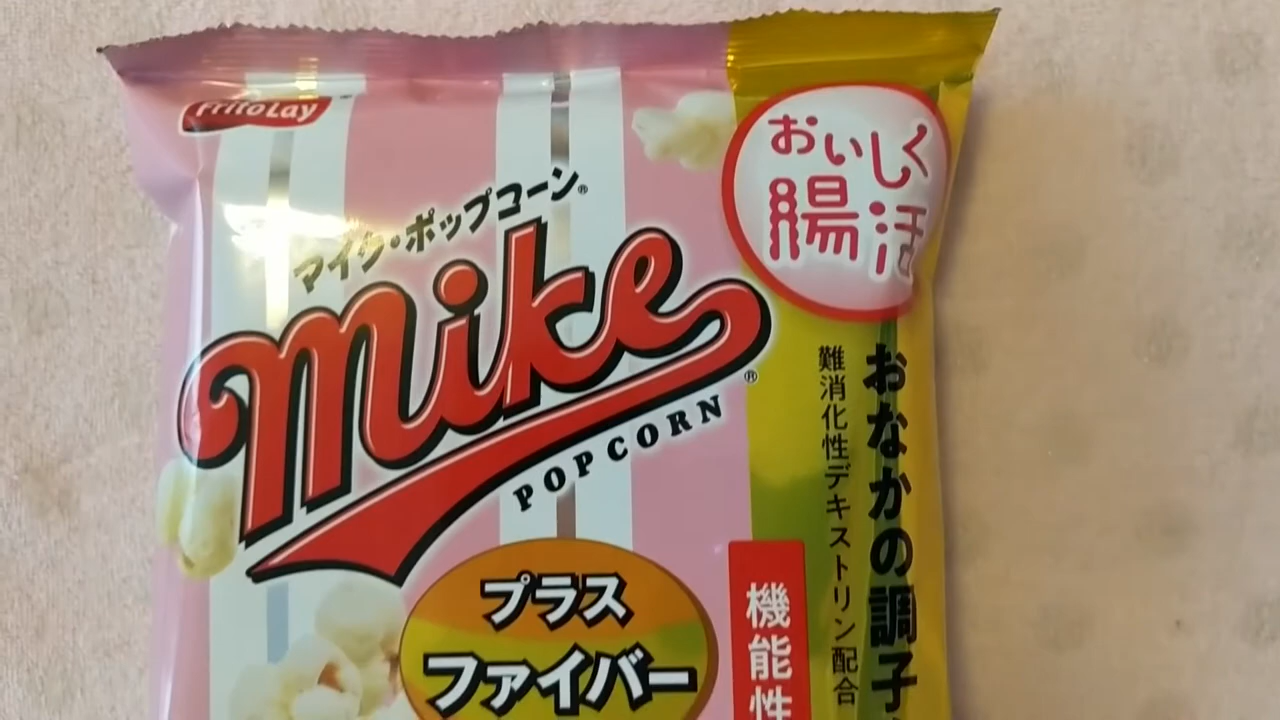 FritoLay
マイク・ポップコーン®
mike®
POPCORN
おいしく
腸活
おなかの調子
難消化性デキストリン配合
プラス
ファイバー
機能性